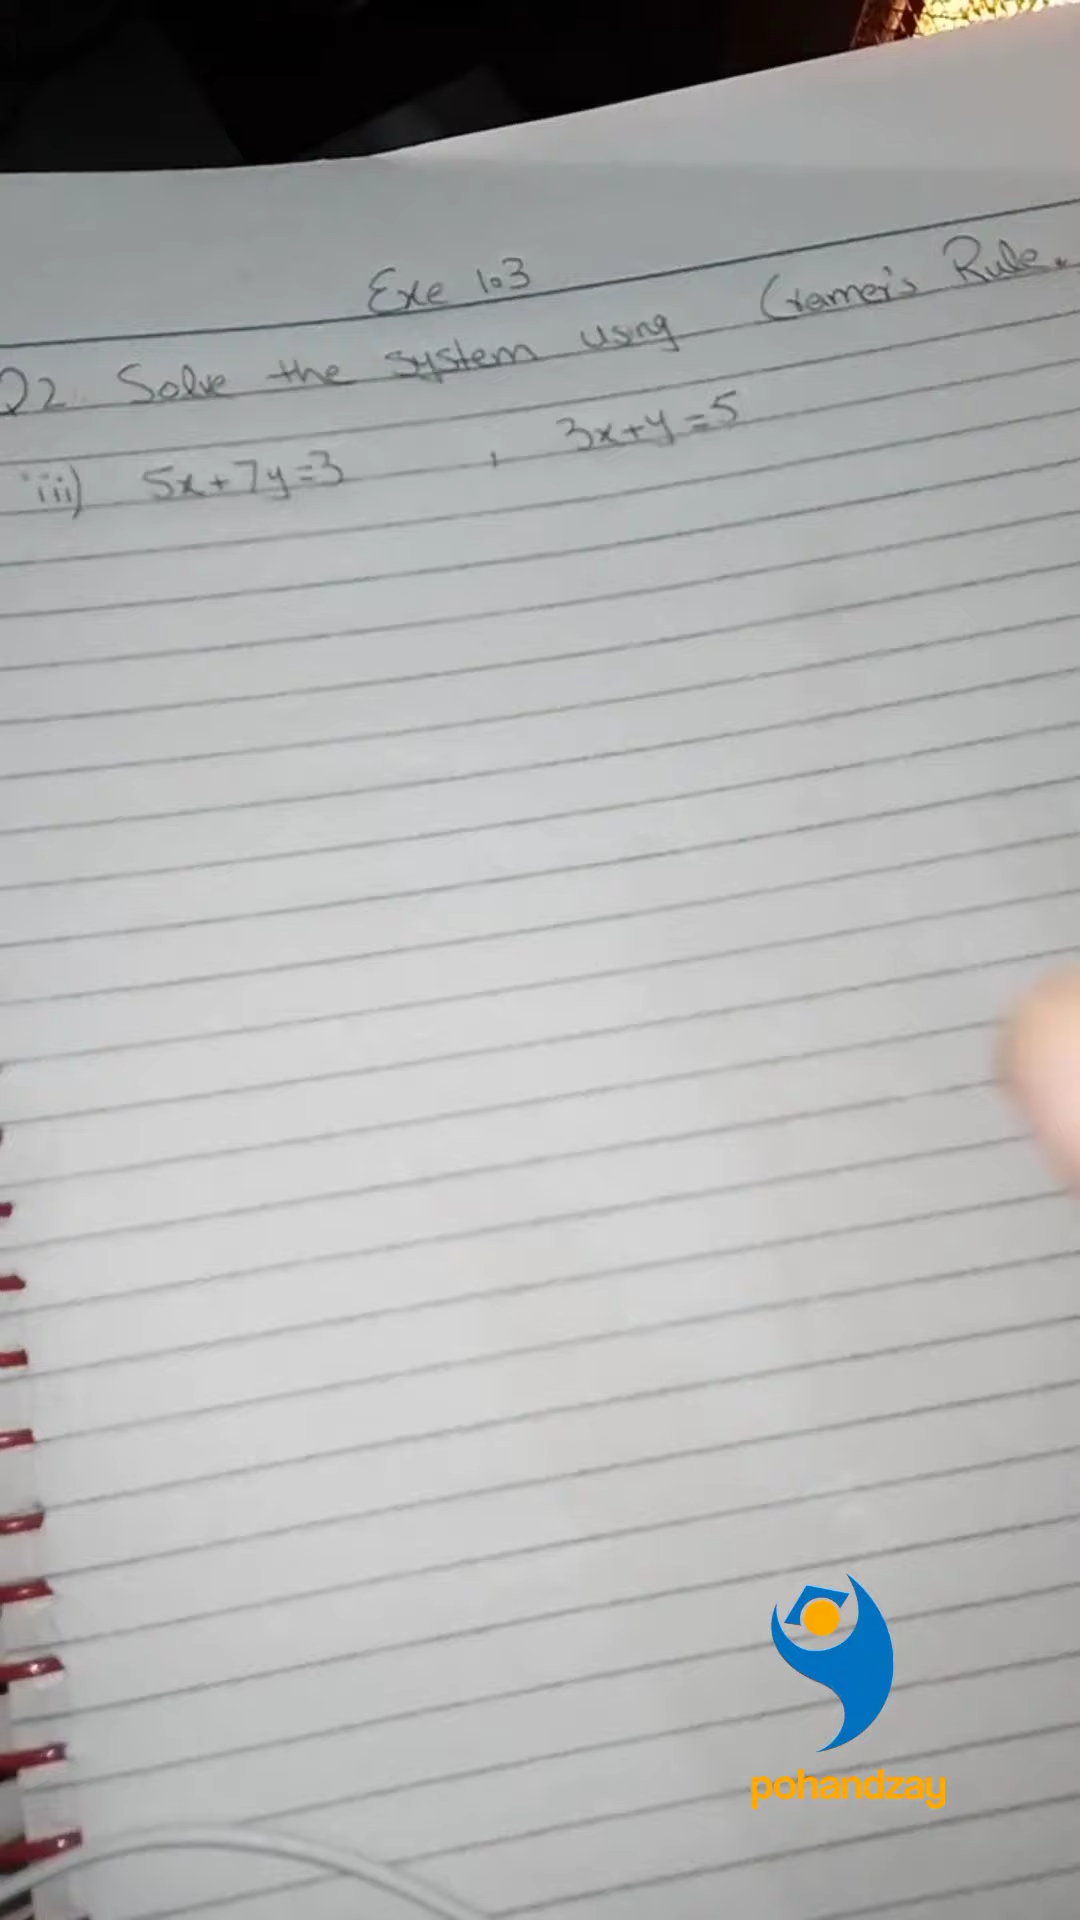 Exe 1.3
Q2. Solve the system using Cramer's Rule.
iii) 5x+7y=3 , 3x+y=5
pohandzay